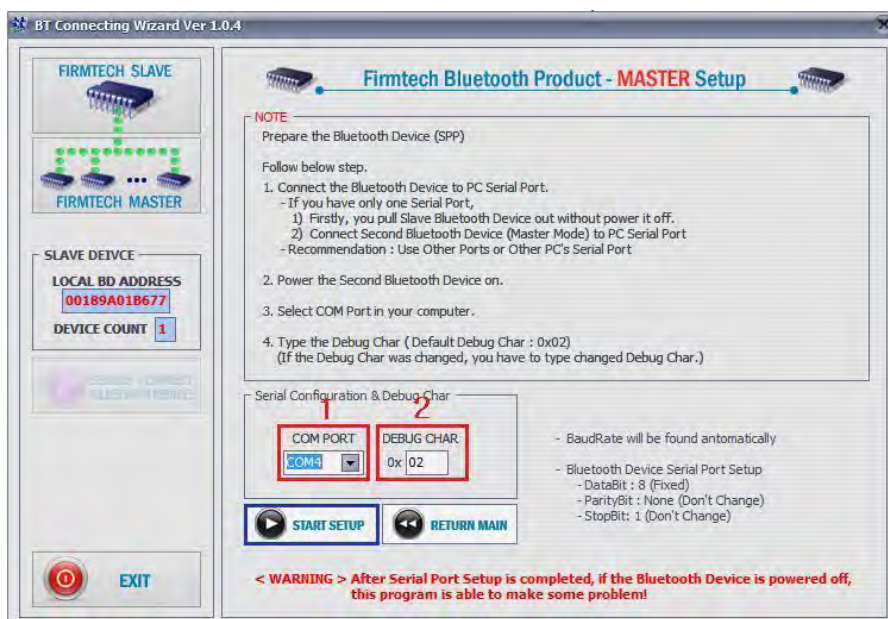 BT Connecting Wizard Ver 1.0.4
FIRMTECH SLAVE
FIRMTECH MASTER
SLAVE DEIVCE
LOCAL BD ADDRESS
00189A01B677
DEVICE COUNT 1
EXIT
Firmtech Bluetooth Product - MASTER Setup
NOTE
Prepare the Bluetooth Device (SPP)
Follow below step.
1. Connect the Bluetooth Device to PC Serial Port.
- If you have only one Serial Port,
1) Firstly, you pull Slave Bluetooth Device out without power it off.
2) Connect Second Bluetooth Device (Master Mode) to PC Serial Port
- Recommendation : Use Other Ports or Other PC's Serial Port
2. Power the Second Bluetooth Device on.
3. Select COM Port in your computer.
4. Type the Debug Char ( Default Debug Char : 0x02)
(If the Debug Char was changed, you have to type changed Debug Char.)
Serial Configuration & Debug Char
1 2
COM PORT DEBUG CHAR
COM4 0x 02
START SETUP RETURN MAIN
- BaudRate will be found antomatically
- Bluetooth Device Serial Port Setup
- DataBit : 8 (Fixed)
- ParityBit : None (Don't Change)
- StopBit: 1 (Don't Change)
< WARNING > After Serial Port Setup is completed, if the Bluetooth Device is powered off,
this program is able to make some problem!